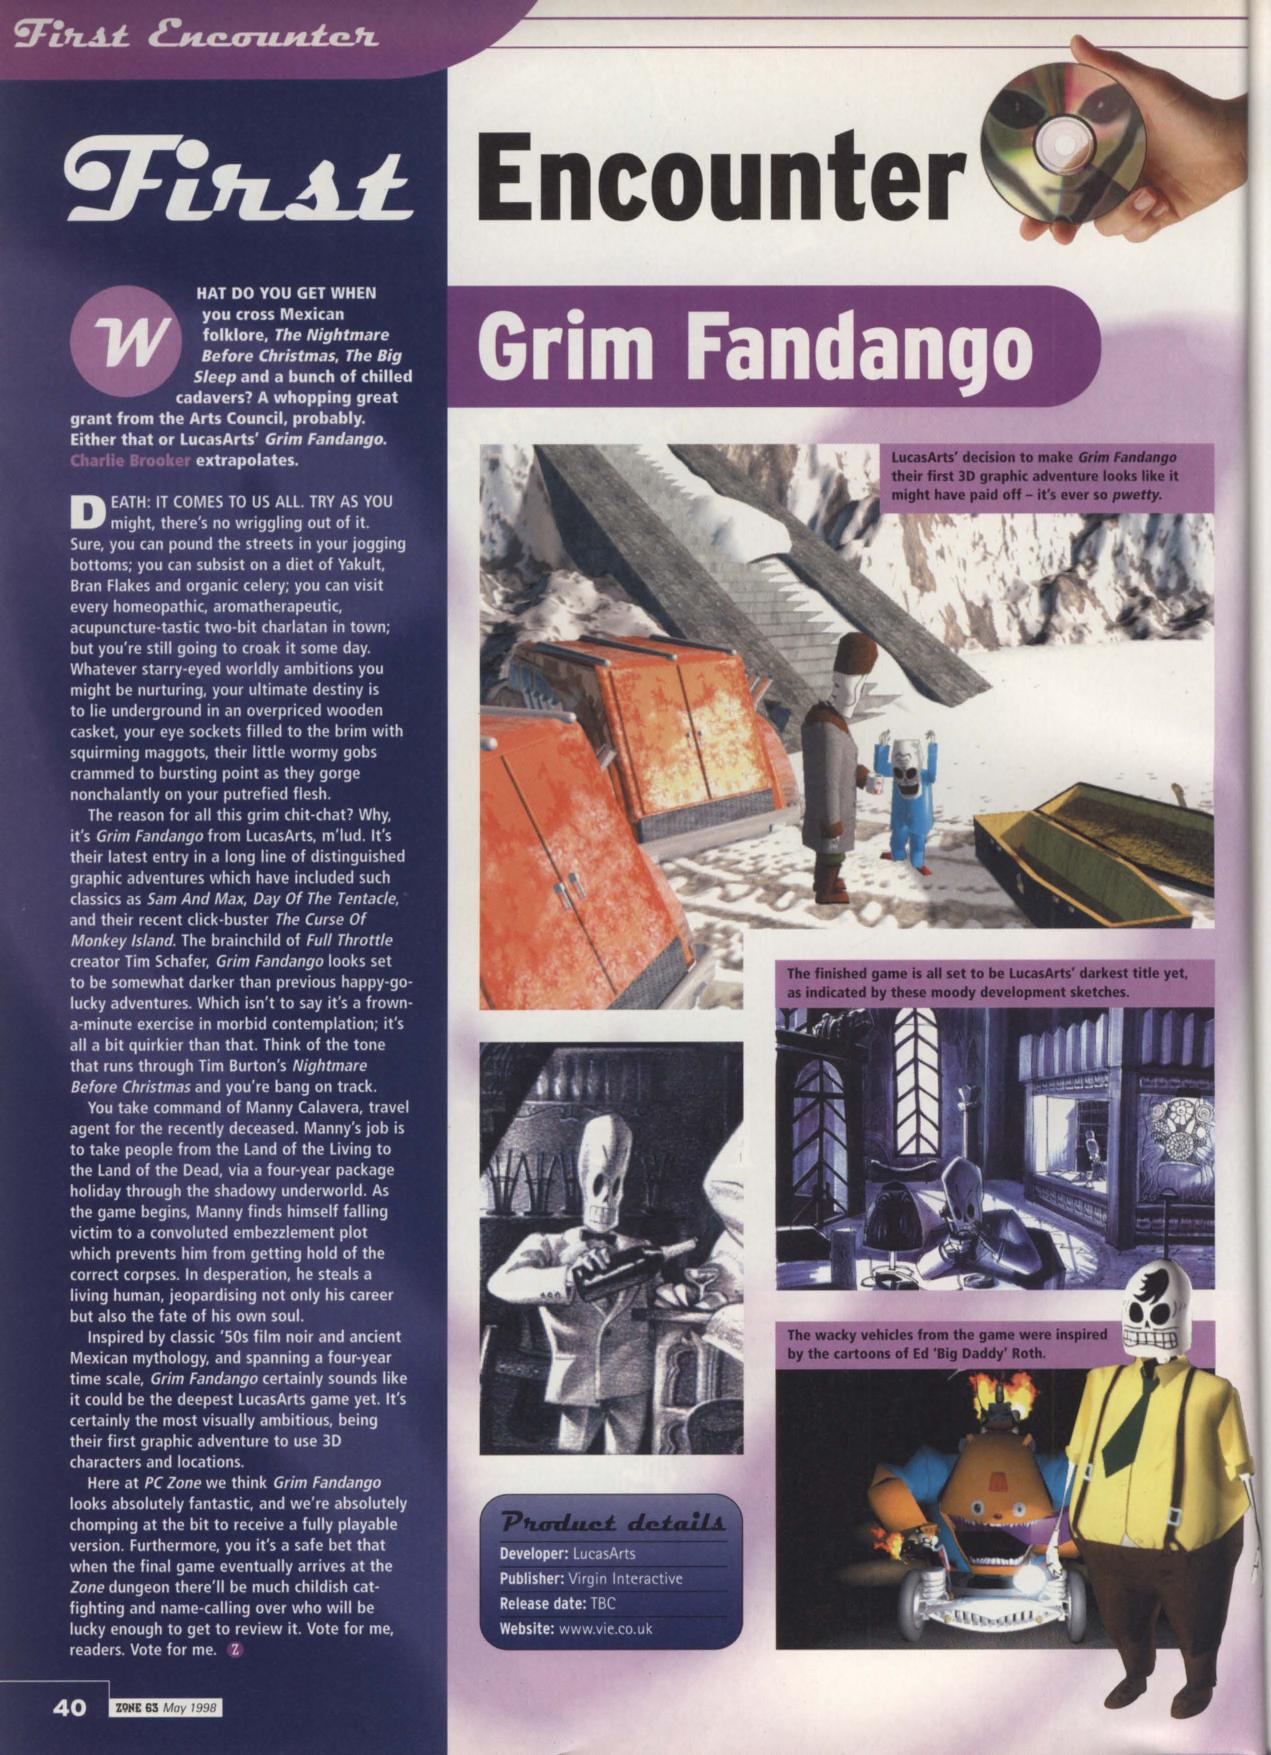 First Encounter
First Encounter
WHAT DO YOU GET WHEN
you cross Mexican
folklore, The Nightmare
Before Christmas, The Big
Sleep and a bunch of chilled
cadavers? A whopping great
grant from the Arts Council, probably.
Either that or LucasArts' Grim Fandango.
Charlie Brooker extrapolates.
DEATH: IT COMES TO US ALL. TRY AS YOU
might, there's no wriggling out of it.
Sure, you can pound the streets in your jogging
bottoms; you can subsist on a diet of Yakult,
Bran Flakes and organic celery; you can visit
every homeopathic, aromatherapeutic,
acupuncture-tastic two-bit charlatan in town;
but you're still going to croak it some day.
Whatever starry-eyed worldly ambitions you
might be nurturing, your ultimate destiny is
to lie underground in an overpriced wooden
casket, your eye sockets filled to the brim with
squirming maggots, their little wormy gobs
crammed to bursting point as they gorge
nonchalantly on your putrefied flesh.
The reason for all this grim chit-chat? Why,
it's Grim Fandango from LucasArts, m'lud. It's
their latest entry in a long line of distinguished
graphic adventures which have included such
classics as Sam And Max, Day Of The Tentacle,
and their recent click-buster The Curse Of
Monkey Island. The brainchild of Full Throttle
creator Tim Schafer, Grim Fandango looks set
to be somewhat darker than previous happy-go-
lucky adventures. Which isn't to say it's a frown-
a-minute exercise in morbid contemplation; it's
all a bit quirkier than that. Think of the tone
that runs through Tim Burton's Nightmare
Before Christmas and you're bang on track.
You take command of Manny Calavera, travel
agent for the recently deceased. Manny's job is
to take people from the Land of the Living to
the Land of the Dead, via a four-year package
holiday through the shadowy underworld. As
the game begins, Manny finds himself falling
victim to a convoluted embezzlement plot
which prevents him from getting hold of the
correct corpses. In desperation, he steals a
living human, jeopardising not only his career
but also the fate of his own soul.
Inspired by classic '50s film noir and ancient
Mexican mythology, and spanning a four-year
time scale, Grim Fandango certainly sounds like
it could be the deepest LucasArts game yet. It's
certainly the most visually ambitious, being
their first graphic adventure to use 3D
characters and locations.
Here at PC Zone we think Grim Fandango
looks absolutely fantastic, and we're absolutely
chomping at the bit to receive a fully playable
version. Furthermore, you it's a safe bet that
when the final game eventually arrives at the
Zone dungeon there'll be much childish cat-
fighting and name-calling over who will be
lucky enough to get to review it. Vote for me,
readers. Vote for me. Z
Grim Fandango
LucasArts' decision to make Grim Fandango
their first 3D graphic adventure looks like it
might have paid off – it's ever so pwetty.
The finished game is all set to be LucasArts' darkest title yet,
as indicated by these moody development sketches.
The wacky vehicles from the game were inspired
by the cartoons of Ed 'Big Daddy' Roth.
Product details
Developer: LucasArts
Publisher: Virgin Interactive
Release date: TBC
Website: www.vie.co.uk
40 ZONE 63 May 1998